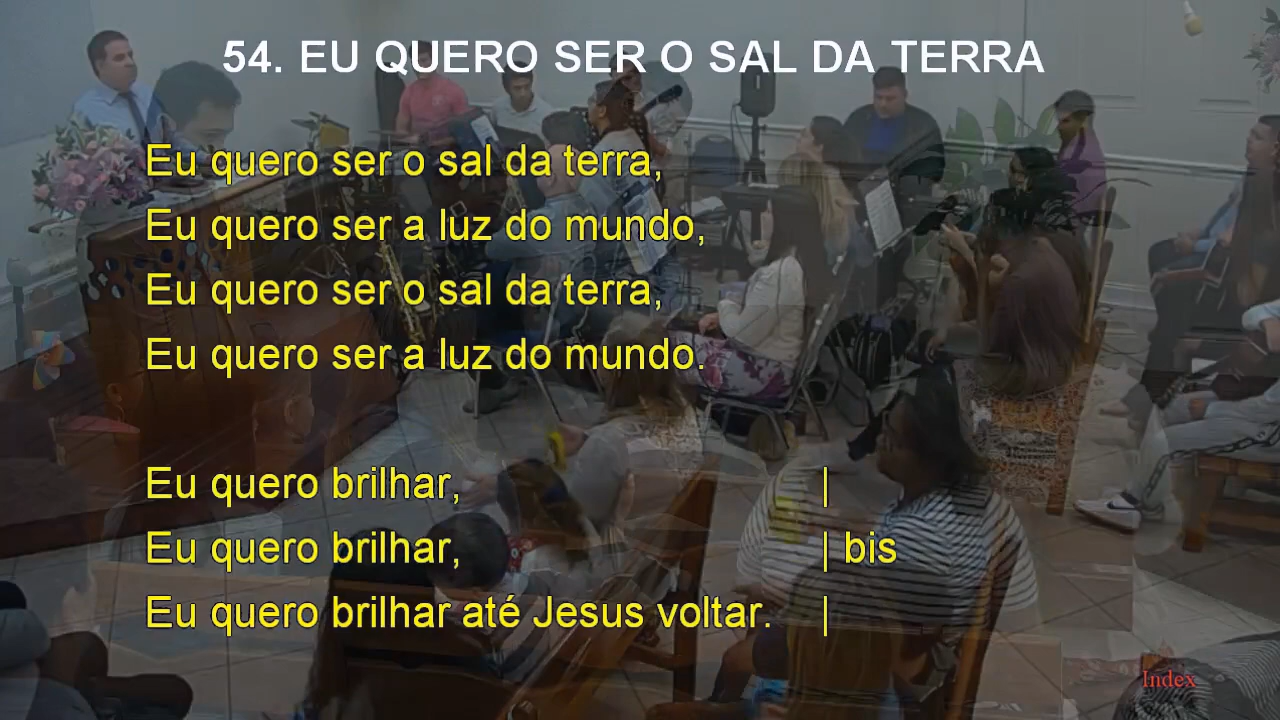 54. EU QUERO SER O SAL DA TERRA
Eu quero ser o sal da terra,
Eu quero ser a luz do mundo,
Eu quero ser o sal da terra,
Eu quero ser a luz do mundo.
Eu quero brilhar, |
Eu quero brilhar, | bis
Eu quero brilhar até Jesus voltar. |
Index